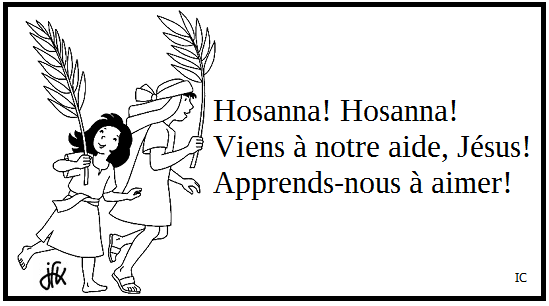 Hosanna! Hosanna!
Viens à notre aide, Jésus!
Apprends-nous à aimer!
jfk
IC